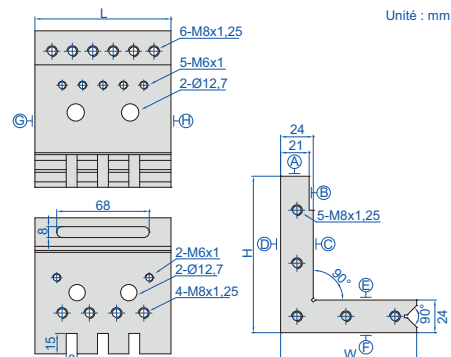 Unité : mm
L
6-M8x1,25
5-M6x1
2-Ø12,7
G
H
68
8
2-M6x1
2-Ø12,7
4-M8x1,25
15
24
21
A
B
5-M8x1,25
D
C
H
90°
E
90°
24
F
W